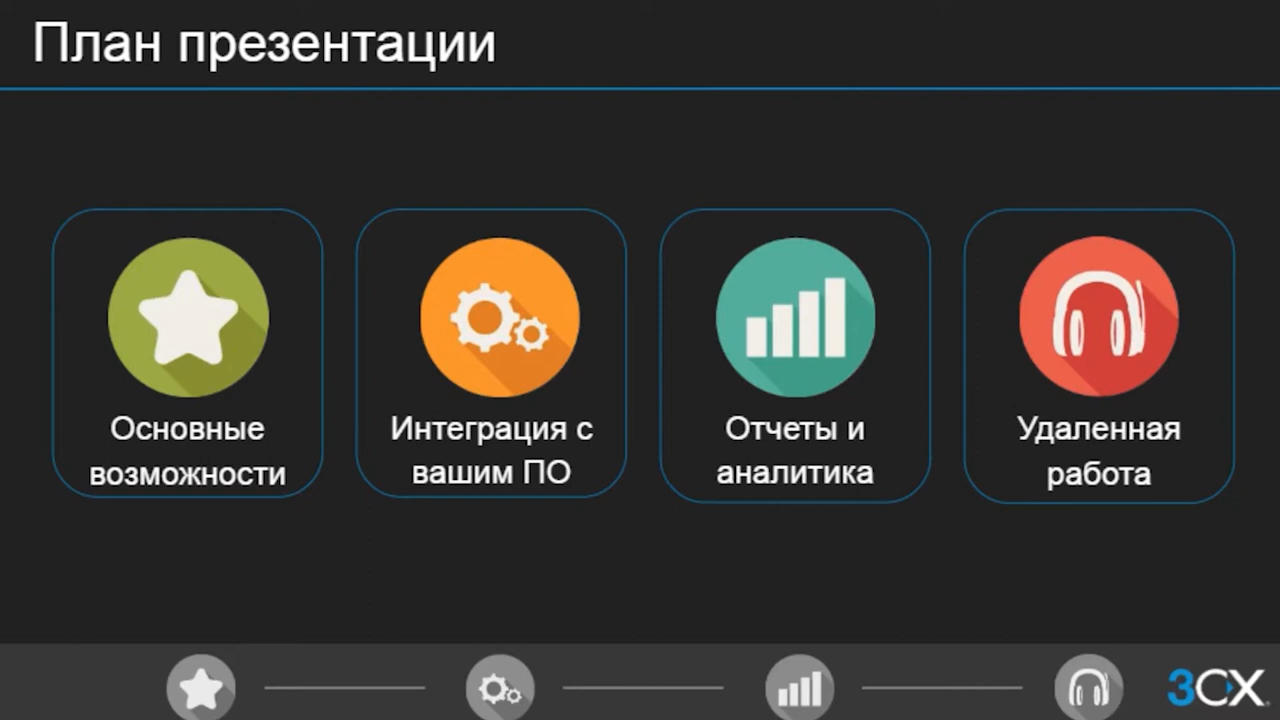 План презентации
Основные
возможности
Интеграция с
вашим ПО
Отчеты и
аналитика
Удаленная
работа
3CX